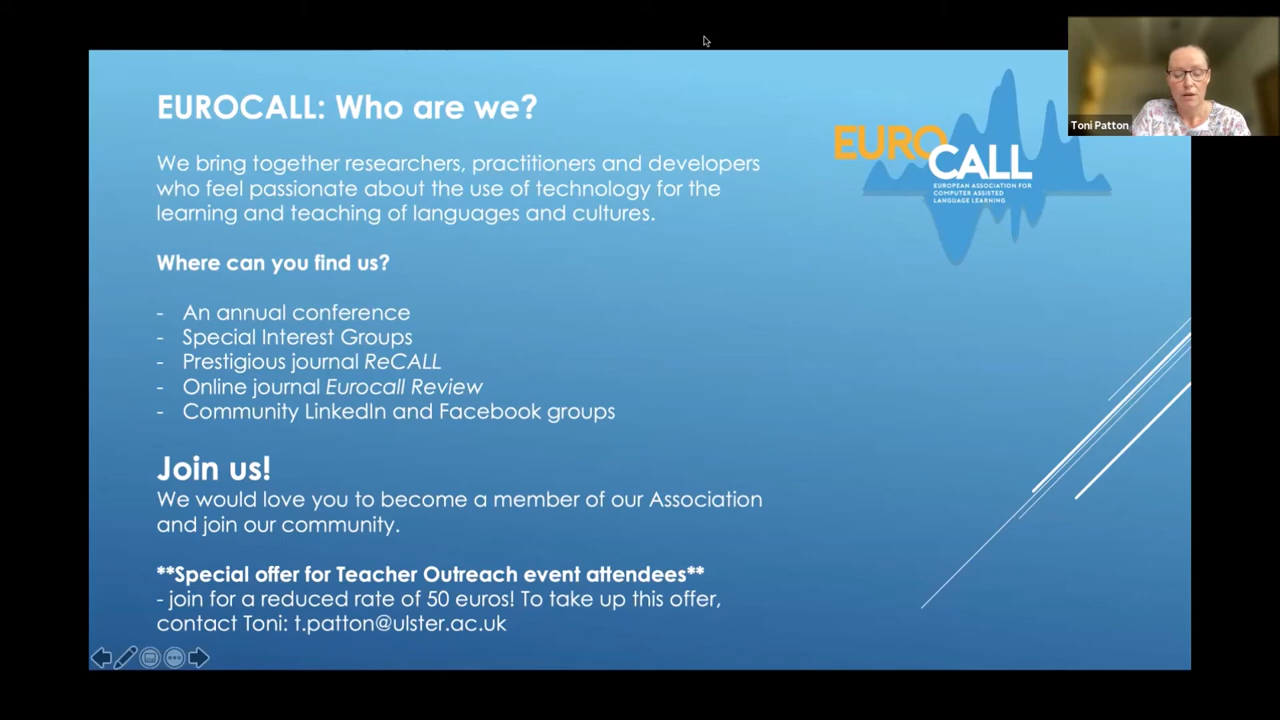 EUROCALL: Who are we?
We bring together researchers, practitioners and developers
who feel passionate about the use of technology for the
learning and teaching of languages and cultures.
Where can you find us?
- An annual conference
- Special Interest Groups
- Prestigious journal ReCALL
- Online journal Eurocall Review
- Community LinkedIn and Facebook groups
Join us!
We would love you to become a member of our Association
and join our community.
**Special offer for Teacher Outreach event attendees**
- join for a reduced rate of 50 euros! To take up this offer,
contact Toni: t.patton@ulster.ac.uk
EURO
CALL
EUROPEAN ASSOCIATION FOR
COMPUTER ASSISTED
LANGUAGE LEARNING
Toni Patton